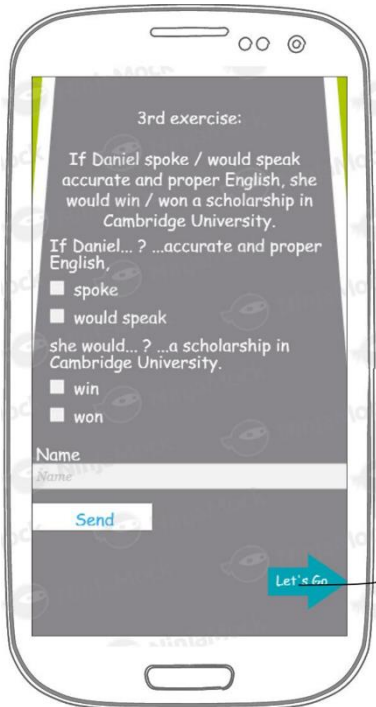 3rd exercise:
If Daniel spoke / would speak
accurate and proper English, she
would win / won a scholarship in
Cambridge University.
If Daniel... ? ...accurate and proper
English,
spoke
would speak
she would... ? ...a scholarship in
Cambridge University.
win
won
Name
Name
Send
Let's Go